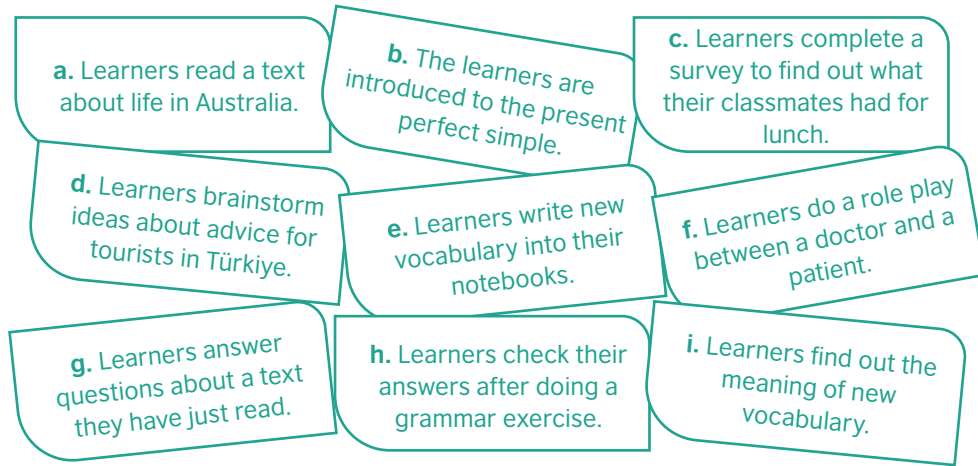 a. Learners read a text
about life in Australia.
b. The learners are
introduced to the present
perfect simple.
c. Learners complete a
survey to find out what
their classmates had for
lunch.
d. Learners brainstorm
ideas about advice for
tourists in Türkiye.
e. Learners write new
vocabulary into their
notebooks.
f. Learners do a role play
between a doctor and a
patient.
g. Learners answer
questions about a text
they have just read.
h. Learners check their
answers after doing a
grammar exercise.
i. Learners find out the
meaning of new
vocabulary.